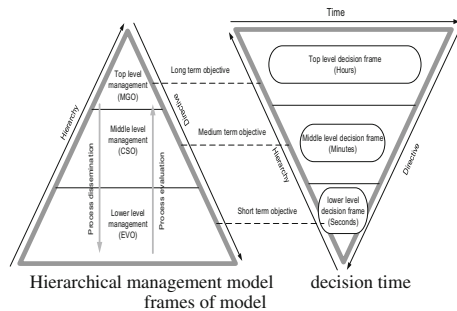 Time
Top level
management
(MGO)
Long term objective
Top level decision frame
(Hours)
Hierarchy
Directive
Middle level
management
(CSO)
Medium term objective
Middle level decision frame
(Minutes)
Hierarchy
Directive
Process dissemination
Process evaluation
Lower level
management
(EVO)
Short term objective
lower level
decision frame
(Seconds)
Hierarchical management model decision time
frames of model